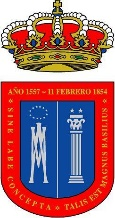 AÑO 1557 - 11 FEBRERO 1854
SINE LABE CONCEPTA
TALIS EST MAGNUS BASILIUS